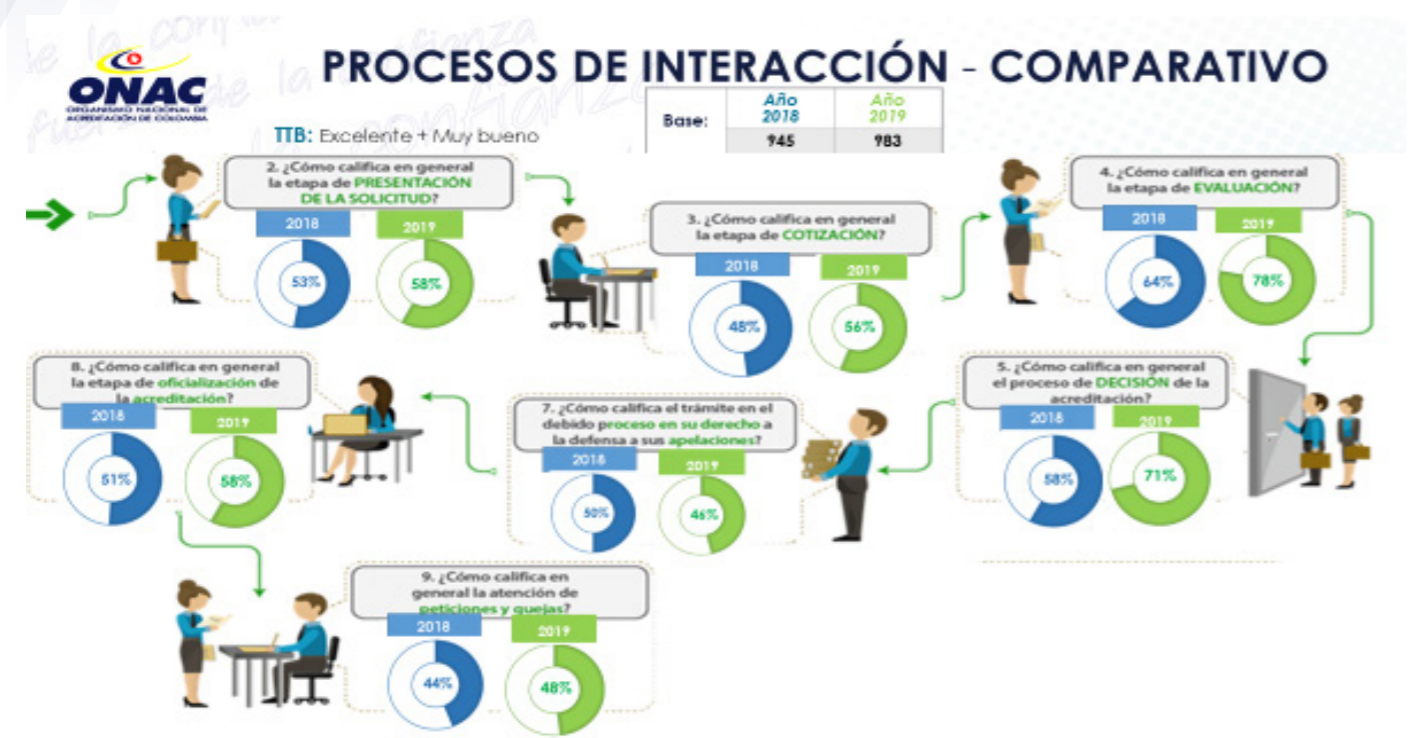 ONAC
ORGANISMO NACIONAL DE
ACREDITACIÓN DE COLOMBIA
PROCESOS DE INTERACCIÓN - COMPARATIVO
TTB: Excelente + Muy bueno
Base:
Año 2018
Año 2019
945
983
2. ¿Cómo califica en general
la etapa de PRESENTACIÓN
DE LA SOLICITUD?
2018
2019
53%
58%
3. ¿Cómo califica en general
la etapa de COTIZACIÓN?
2018
2019
48%
56%
4. ¿Cómo califica en general
la etapa de EVALUACIÓN?
2018
2019
64%
78%
5. ¿Cómo califica en general
el proceso de DECISIÓN de la
acreditación?
2018
2019
58%
71%
7. ¿Cómo califica el trámite en el
debido proceso en su derecho a
la defensa a sus apelaciones?
2018
2019
50%
46%
8. ¿Cómo califica en general
la etapa de oficialización de
la acreditación?
2018
2019
51%
58%
9. ¿Cómo califica en
general la atención de
peticiones y quejas?
2018
2019
44%
48%